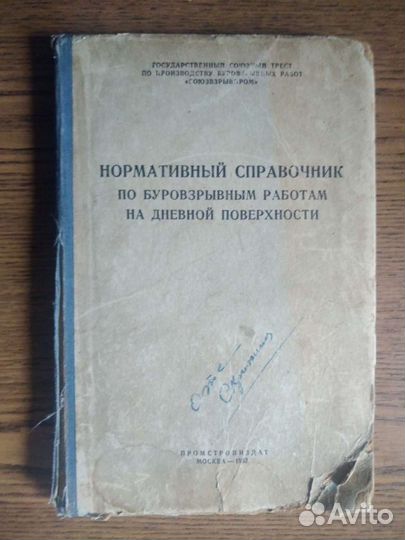 ГОСУДАРСТВЕННЫЙ СОЮЗНЫЙ ТРЕСТ
ПО ПРОИЗВОДСТВУ БУРОВЗРЫВНЫХ РАБОТ
«СОЮЗВЗРЫВПРОМ»
НОРМАТИВНЫЙ СПРАВОЧНИК
ПО БУРОВЗРЫВНЫМ РАБОТАМ
НА ДНЕВНОЙ ПОВЕРХНОСТИ
ПРОМСТРОЙИЗДАТ
МОСКВА—1957
Avito